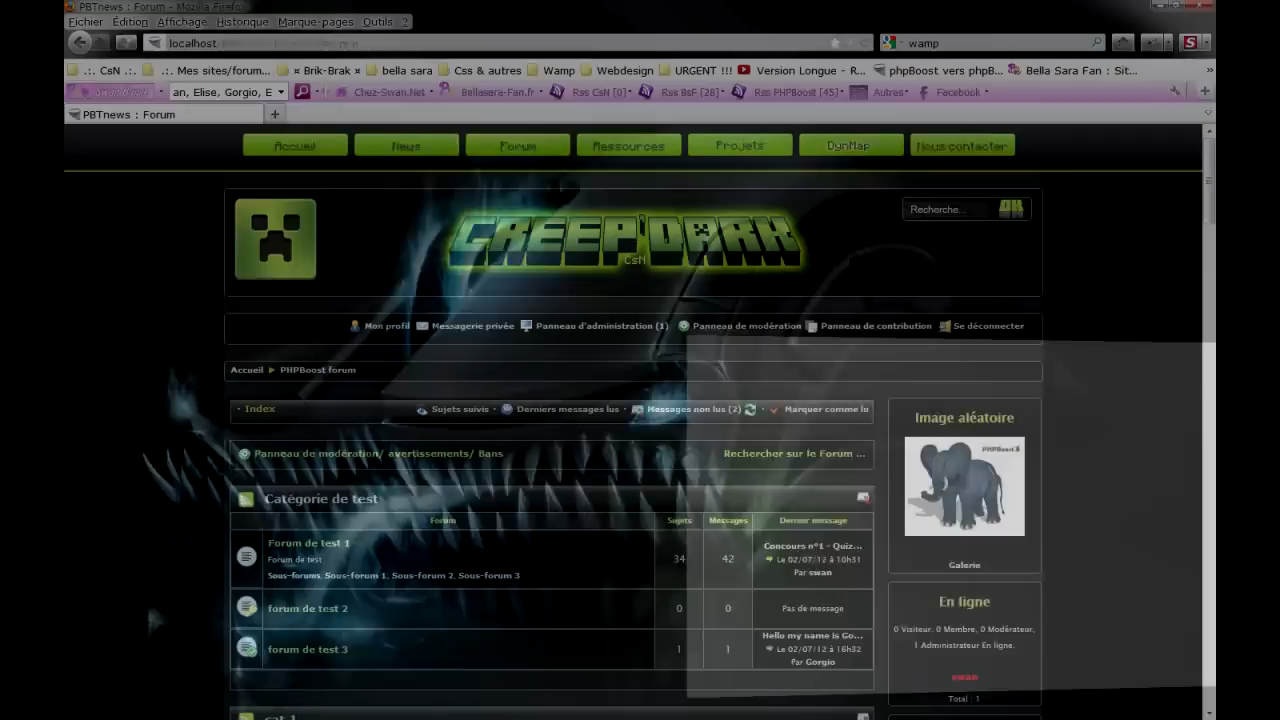 PBTnews : Forum - Mozilla Firefox
Fichier Édition Affichage Historique Marque-pages Outils ?
localhost
wamp
.:. CsN .:. .:. Mes sites/forum... ¤ Brik-Brak ¤ bella sara Css & autres Wamp Webdesign URGENT !!! Version Longue - R... phpBoost vers phpB... Bella Sara Fan : Sit... »
an, Elise, Gorgio, E Chez-Swan.Net Bellasara-Fan.fr Rss CsN [0] Rss BsF [28] Rss PHPBoost [45] Autres Facebook
PBTnews : Forum
Accueil News Forum Ressources Projets DynMap Nous contacter
CREEP'DARK
CsN
Recherche... OK
Mon profil Messagerie privée Panneau d'administration (1) Panneau de modération Panneau de contribution Se déconnecter
Accueil PHPBoost forum
· Index Sujets suivis · Derniers messages lus · Messages non lus (2) · Marquer comme lu
Panneau de modération/ avertissements/ Bans Rechercher sur le Forum ...
Catégorie de test
Forum Sujets Messages Dernier message
Forum de test 1
Forum de test
Sous-forums. Sous-forum 1, Sous-forum 2, Sous-forum 3
34 42
Concours n°1 - Quiz...
Le 02/07/12 à 10h31
Par swan
forum de test 2 0 0 Pas de message
forum de test 3 1 1
Hello my name is Go...
Le 02/07/12 à 16h32
Par Gorgio
cat 1
Image aléatoire
PHPBoost
Galerie
En ligne
0 Visiteur. 0 Membre, 0 Modérateur,
1 Administrateur En ligne.
swan
Total : 1